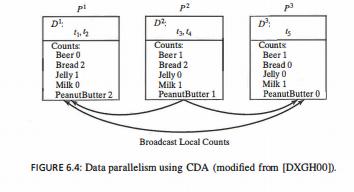 P¹ P² P³
D¹: D²: D³:
t₁, t₂ t₃, t₄ t₅
Counts: Counts: Counts:
Beer 0 Beer 1 Beer 1
Bread 2 Bread 2 Bread 0
Jelly 1 Jelly 0 Jelly 0
Milk 0 Milk 1 Milk 1
PeanutButter 2 PeanutButter 1 PeanutButter 0
Broadcast Local Counts
FIGURE 6.4: Data parallelism using CDA (modified from [DXGH00]).